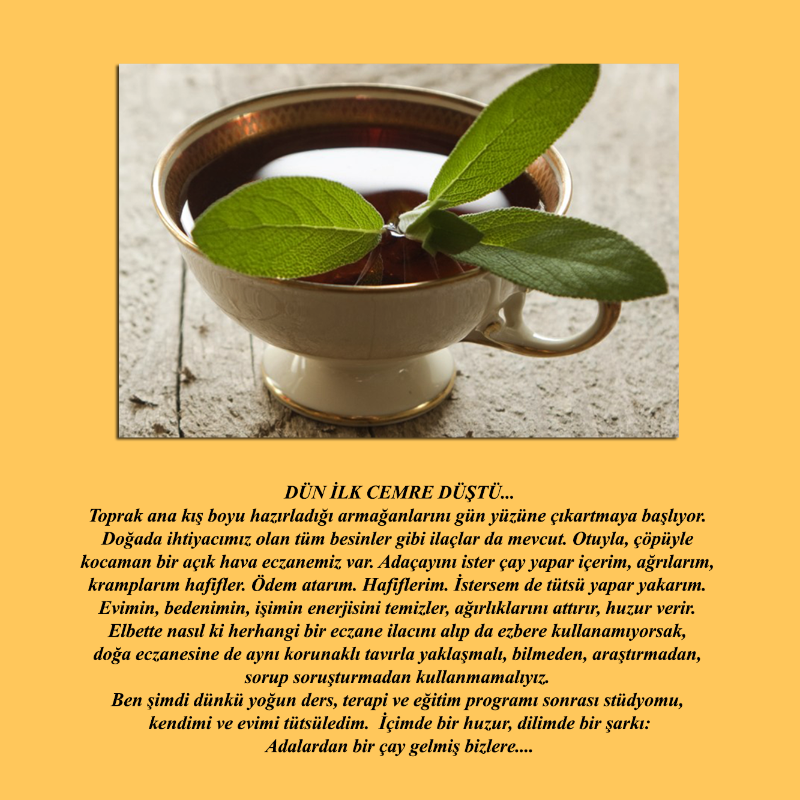 DÜN İLK CEMRE DÜŞTÜ...
Toprak ana kış boyu hazırladığı armağanlarını gün yüzüne çıkartmaya başlıyor.
Doğada ihtiyacımız olan tüm besinler gibi ilaçlar da mevcut. Otuyla, çöpüyle
kocaman bir açık hava eczanemiz var. Adaçayını ister çay yapar içerim, ağrılarım,
kramplarım hafifler. Ödem atarım. Hafiflerim. İstersem de tütsü yapar yakarım.
Evimin, bedenimin, işimin enerjisini temizler, ağırlıklarını attırır, huzur verir.
Elbette nasıl ki herhangi bir eczane ilacını alıp da ezbere kullanamıyorsak,
doğa eczanesine de aynı korunaklı tavırla yaklaşmalı, bilmeden, araştırmadan,
sorup soruşturmadan kullanmamalıyız.
Ben şimdi dünkü yoğun ders, terapi ve eğitim programı sonrası stüdyomu,
kendimi ve evimi tütsüledim.  İçimde bir huzur, dilimde bir şarkı:
Adalardan bir çay gelmiş bizlere....